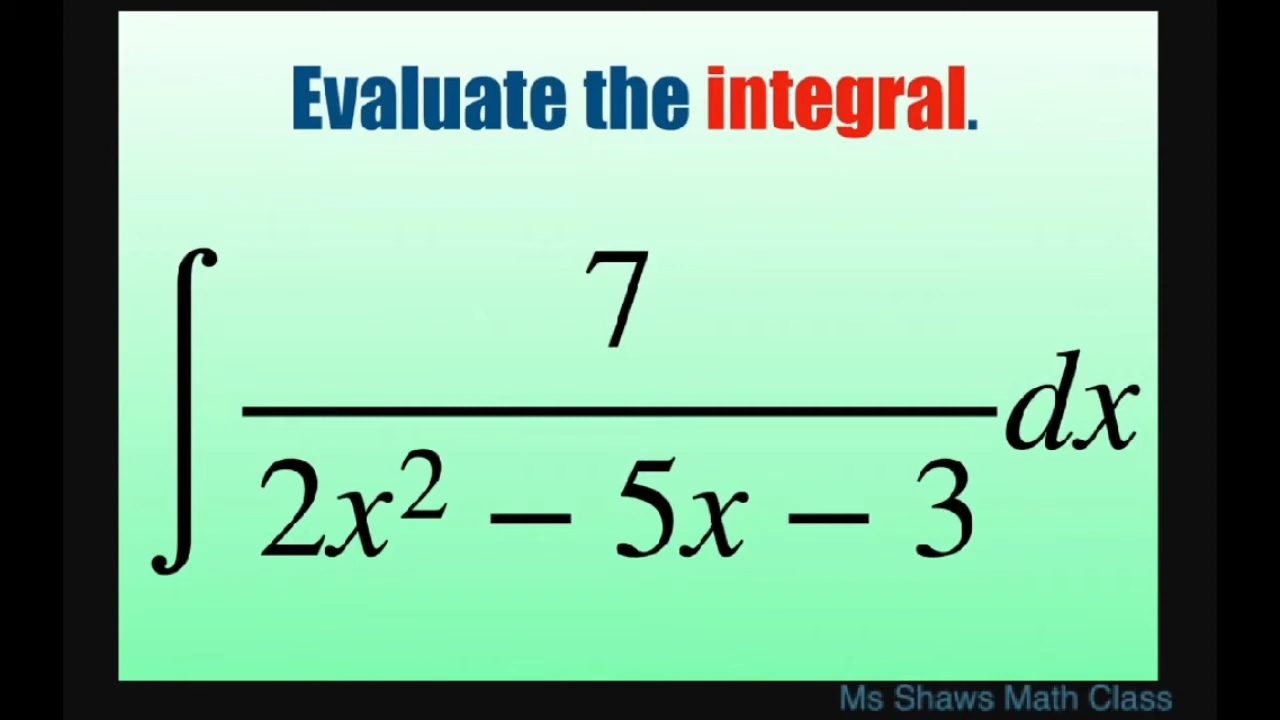 Evaluate the integral.
∫ 7 / (2x² − 5x − 3) dx
Ms Shaws Math Class